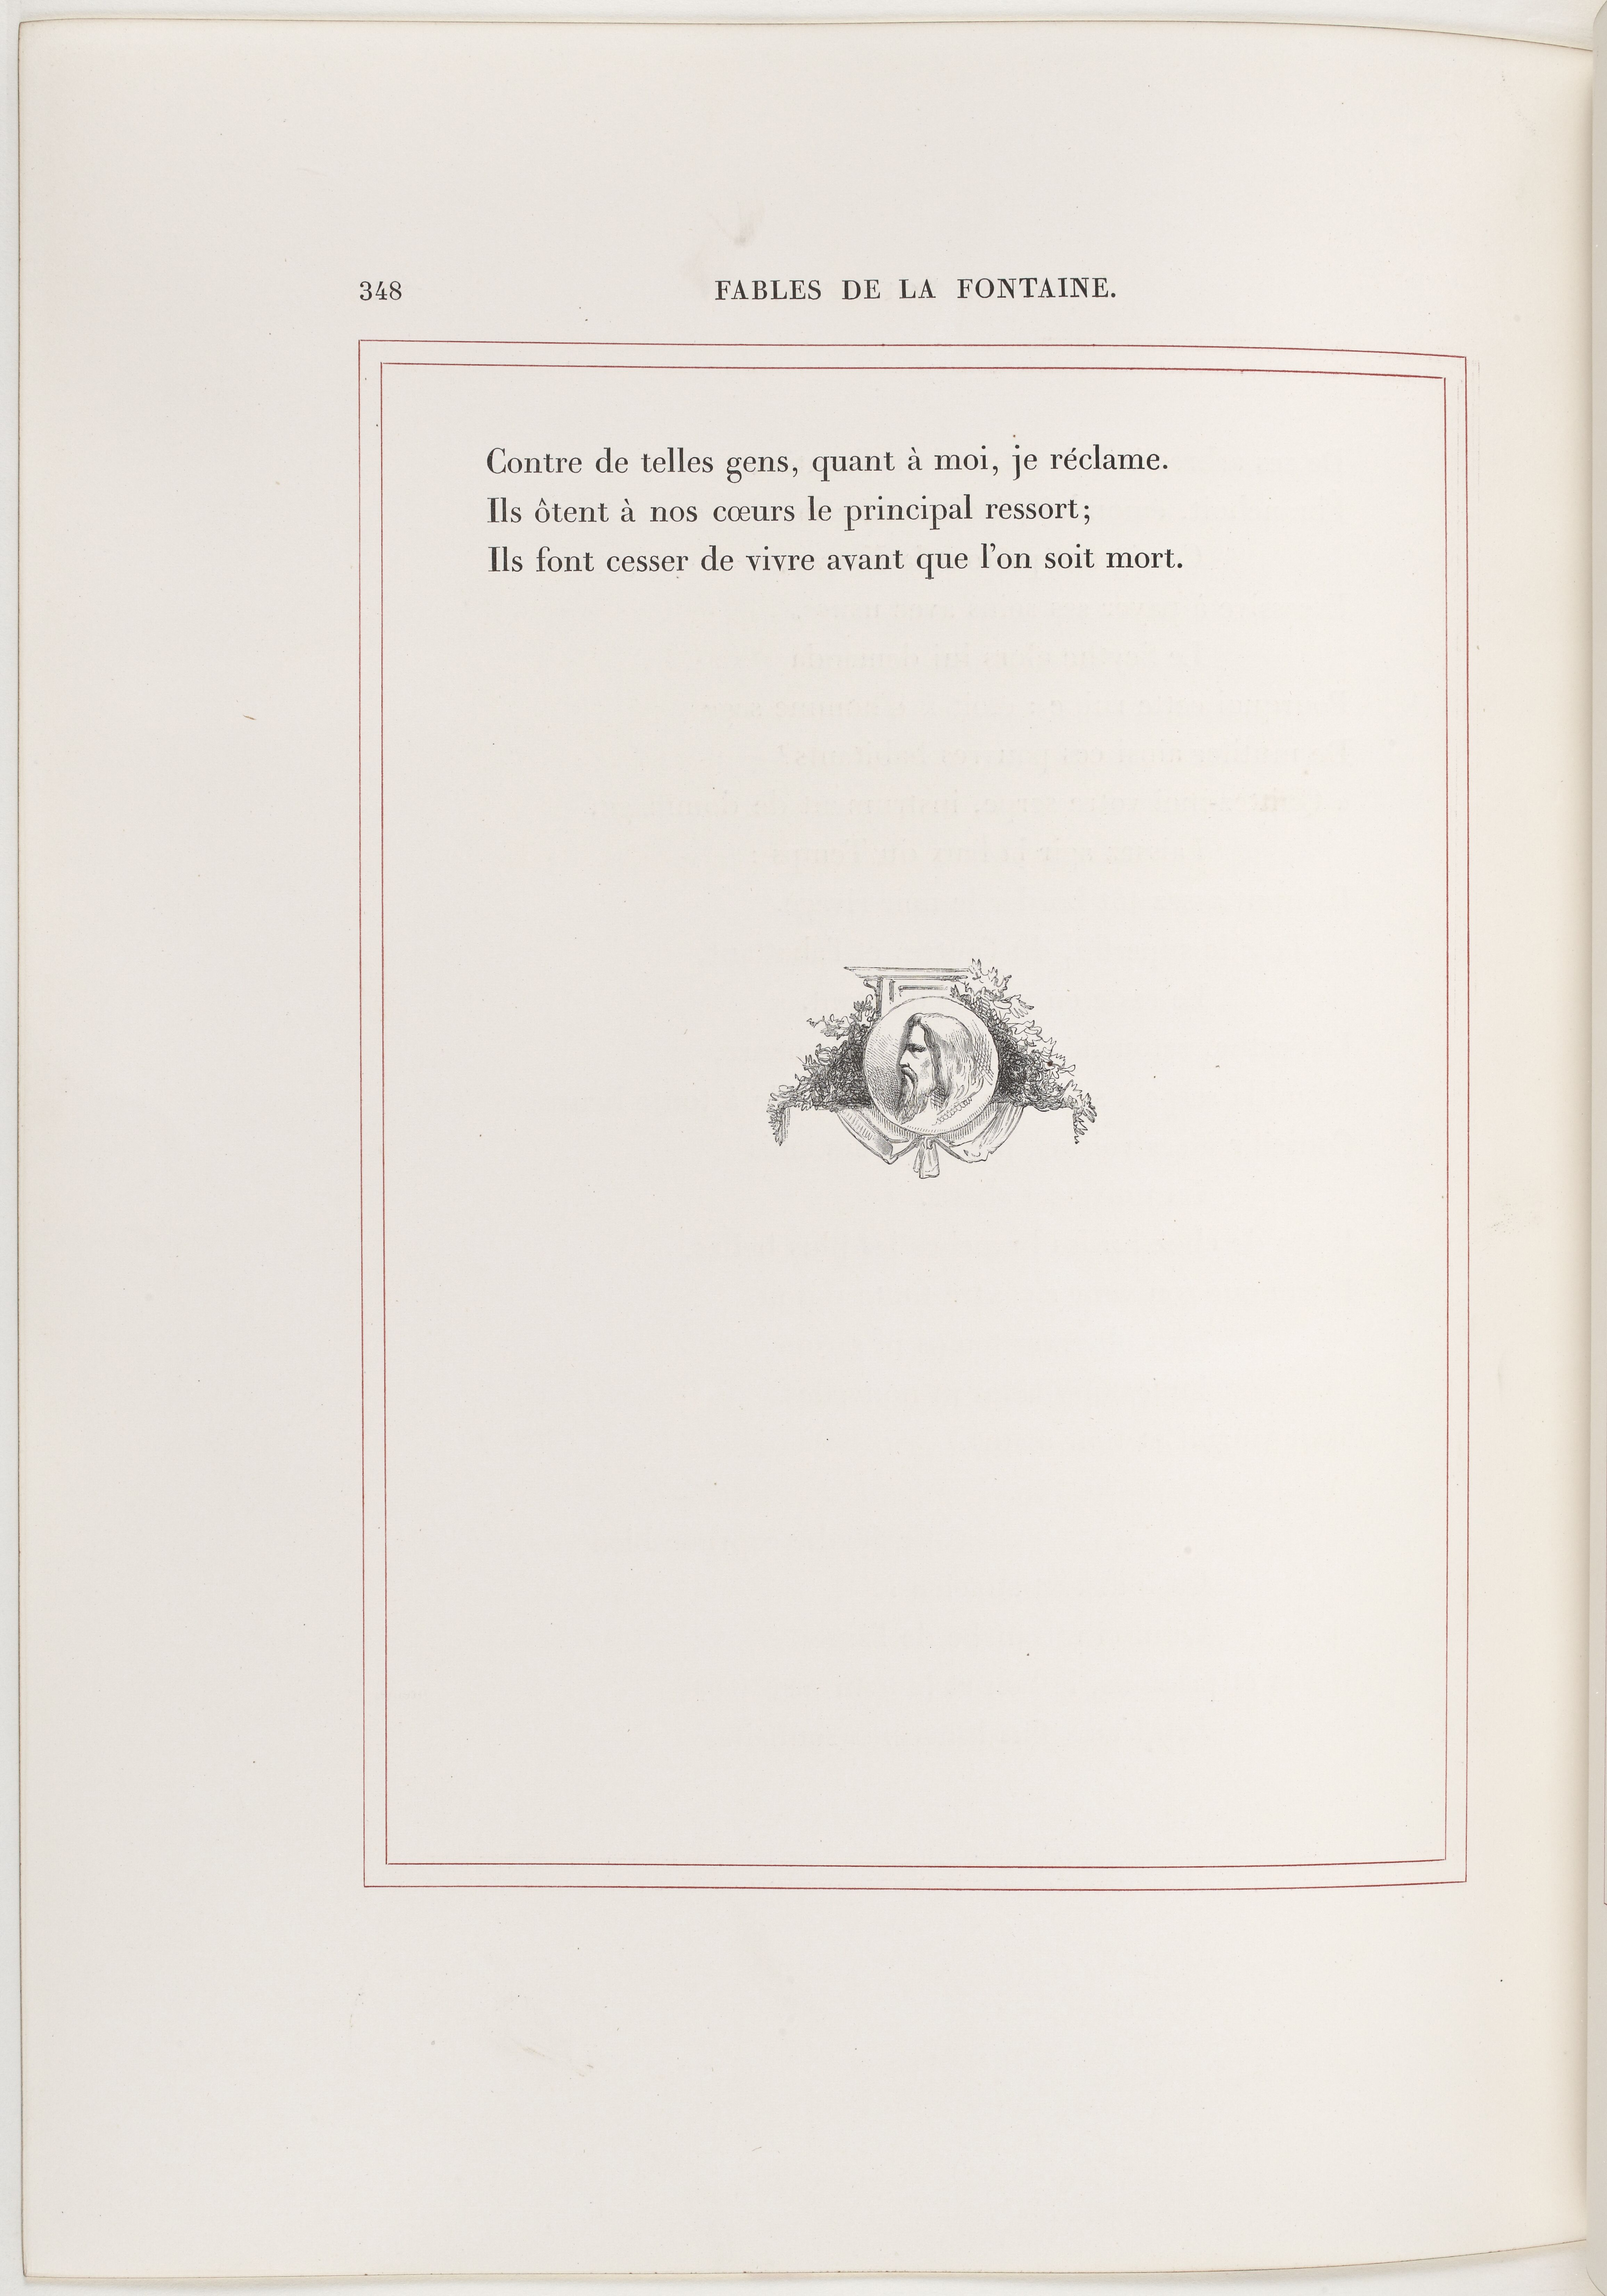 348
FABLES DE LA FONTAINE.
Contre de telles gens, quant à moi, je réclame.
Ils ôtent à nos cœurs le principal ressort;
Ils font cesser de vivre avant que l'on soit mort.